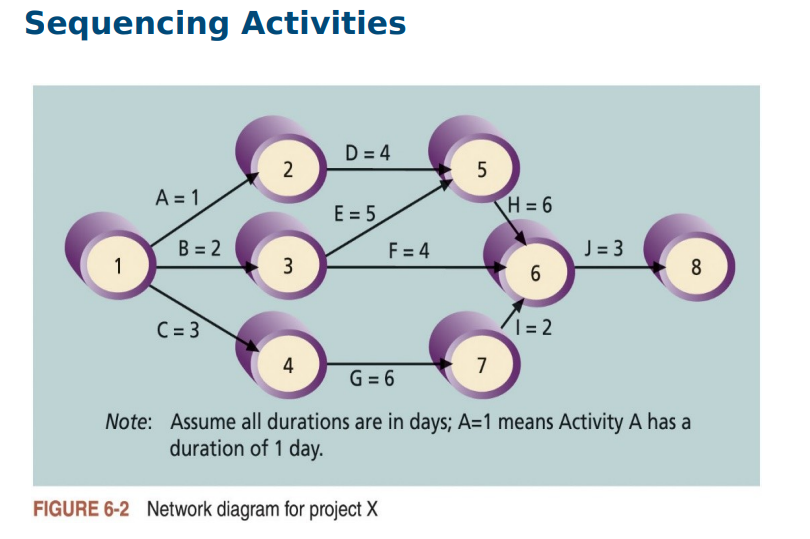 Sequencing Activities
2
D = 4
5
A = 1
E = 5
H = 6
1
B = 2
3
F = 4
6
J = 3
8
C = 3
I = 2
4
G = 6
7
Note: Assume all durations are in days; A=1 means Activity A has a
duration of 1 day.
FIGURE 6-2 Network diagram for project X